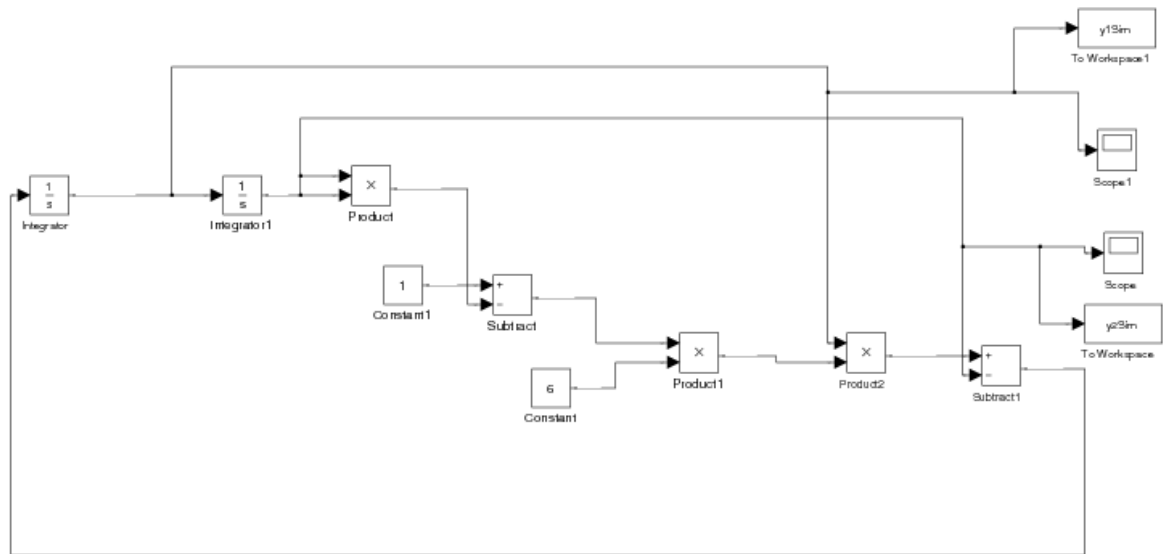 y1Sim
To Workspace1
Scope1
1
s
Integrator
1
s
Integrator1
×
Product
1
Constant1
+
−
Subtract
Scope
y2Sim
To Workspace
×
Product1
6
Constant
×
Product2
+
−
Subtract1